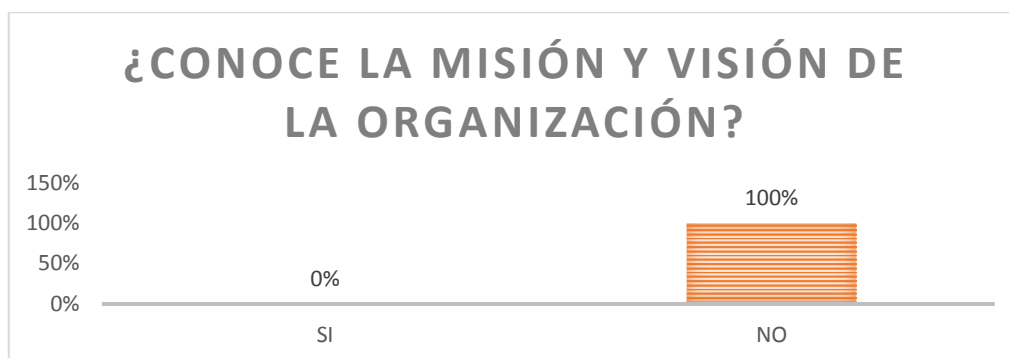 ¿CONOCE LA MISIÓN Y VISIÓN DE
LA ORGANIZACIÓN?
150%
100%
50%
0%
0%
100%
SI
NO